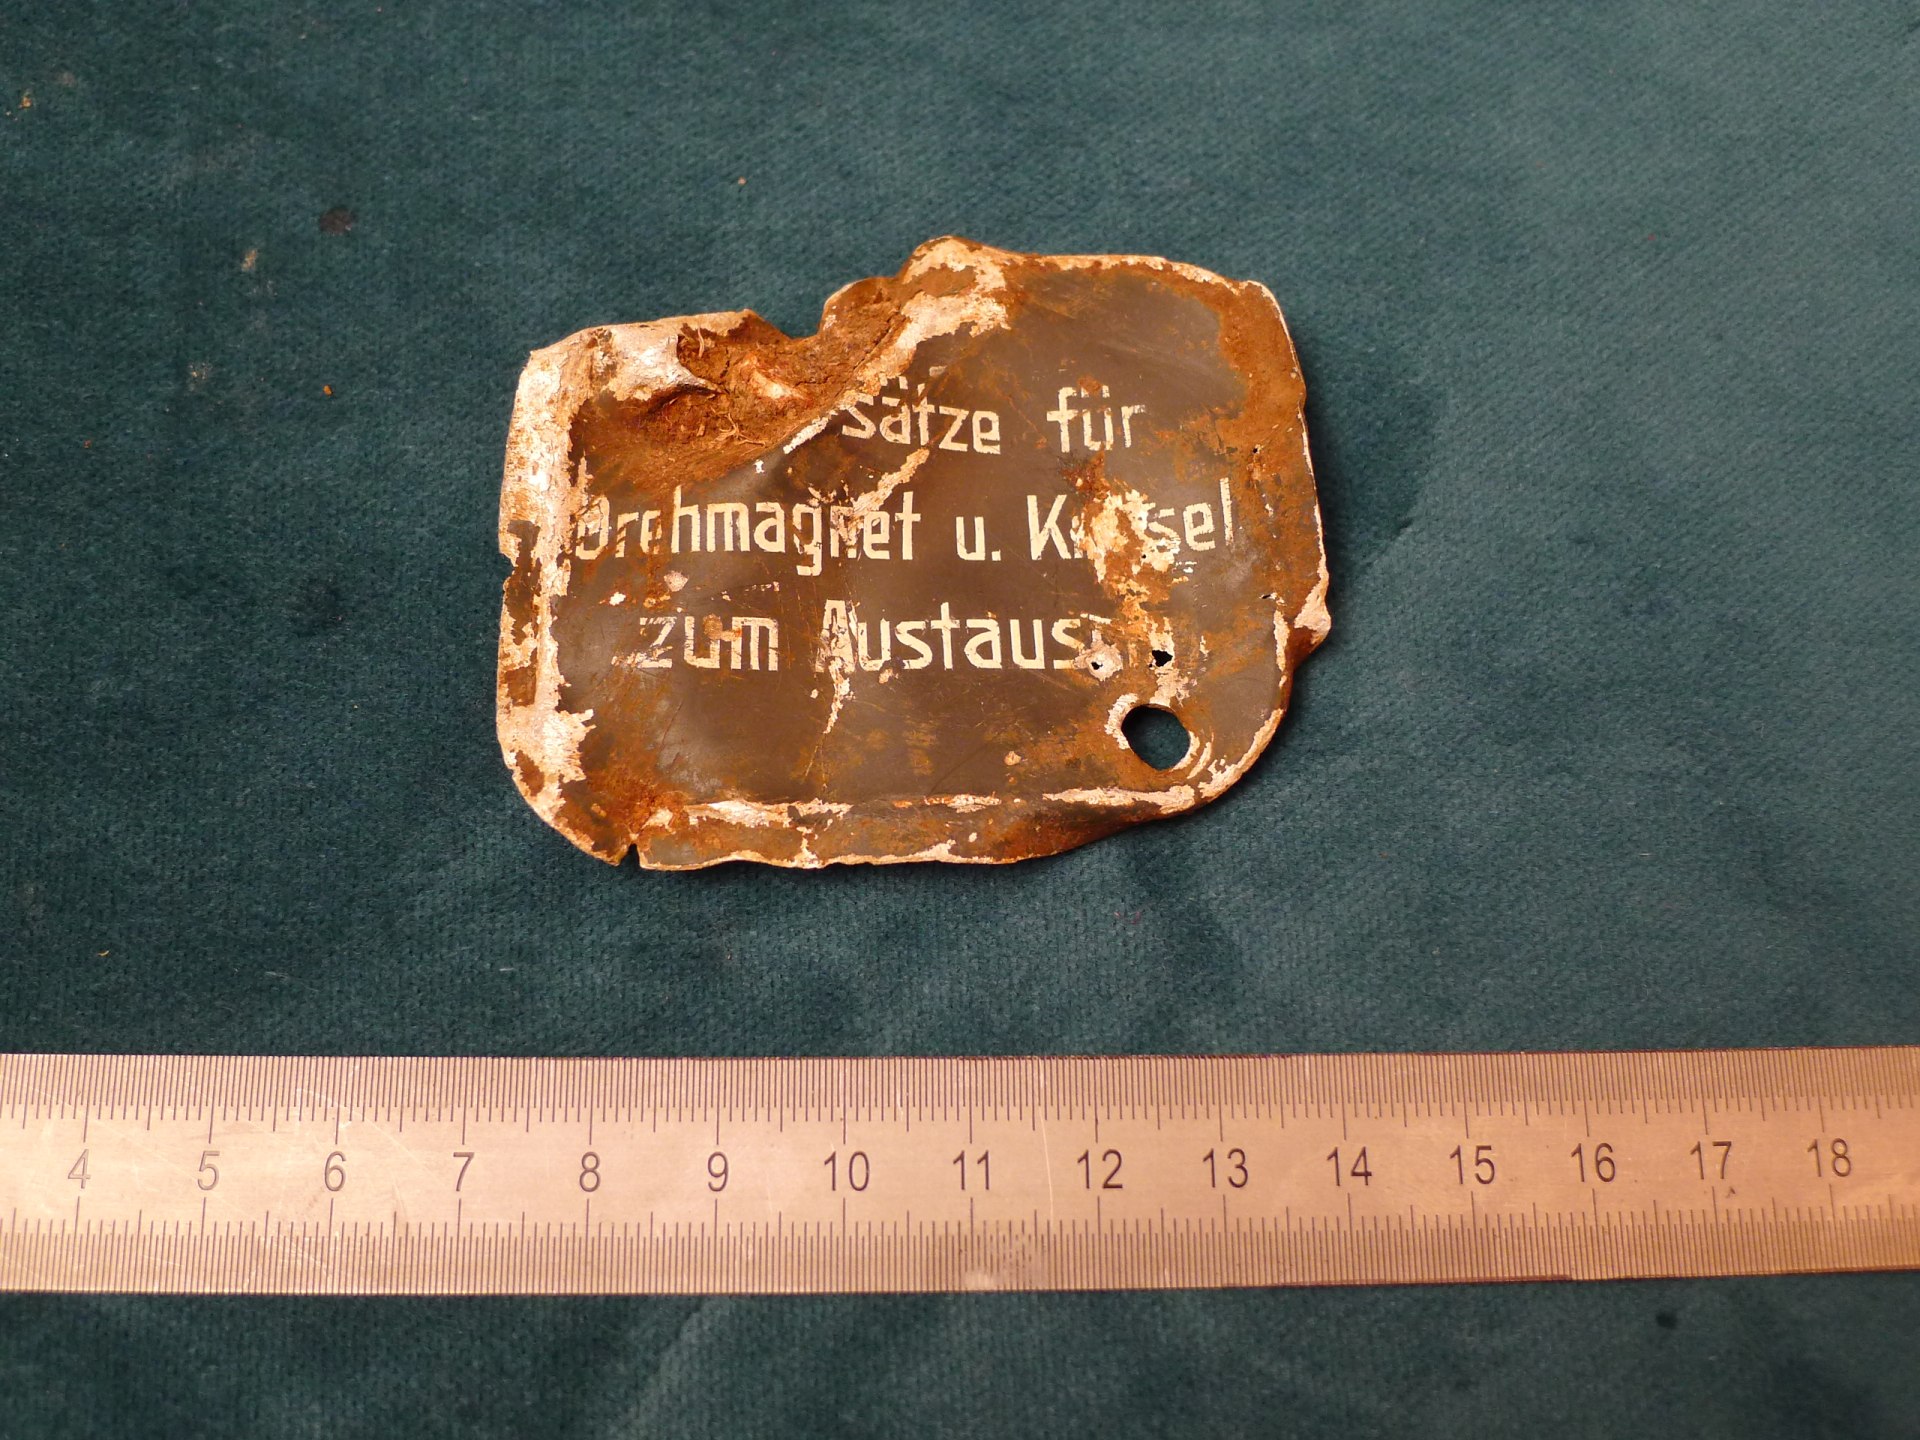 Sätze für
Drehmagnet u.
zum
4 5 6 7 8 9 10 11 12 13 14 15 16 17 18